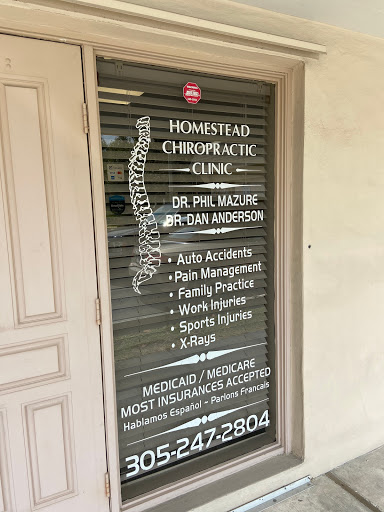 HOMESTEAD
CHIROPRACTIC
CLINIC
DR. PHIL MAZURE
DR. DAN ANDERSON
• Auto Accidents
• Pain Management
• Family Practice
• Work Injuries
• Sports Injuries
• X-Rays
MEDICAID / MEDICARE
MOST INSURANCES ACCEPTED
Hablamos Español ~ Parlons Francais
305-247-2804